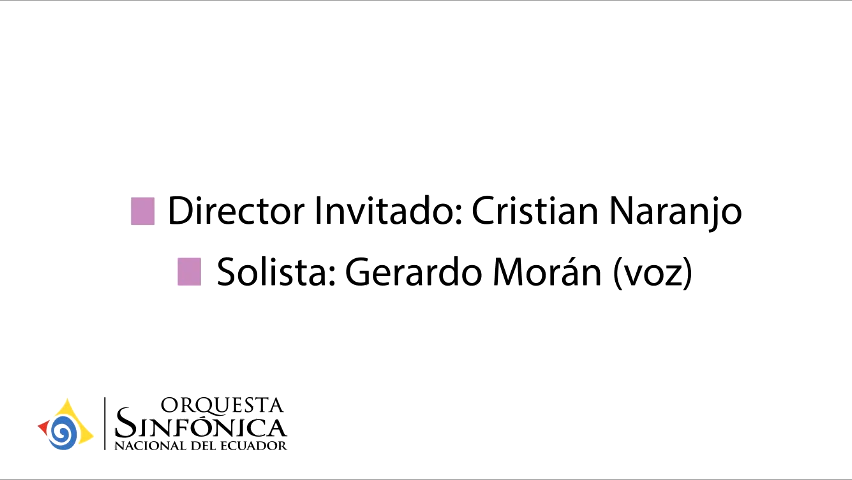 Director Invitado: Cristian Naranjo
Solista: Gerardo Morán (voz)
ORQUESTA
SINFÓNICA
NACIONAL DEL ECUADOR